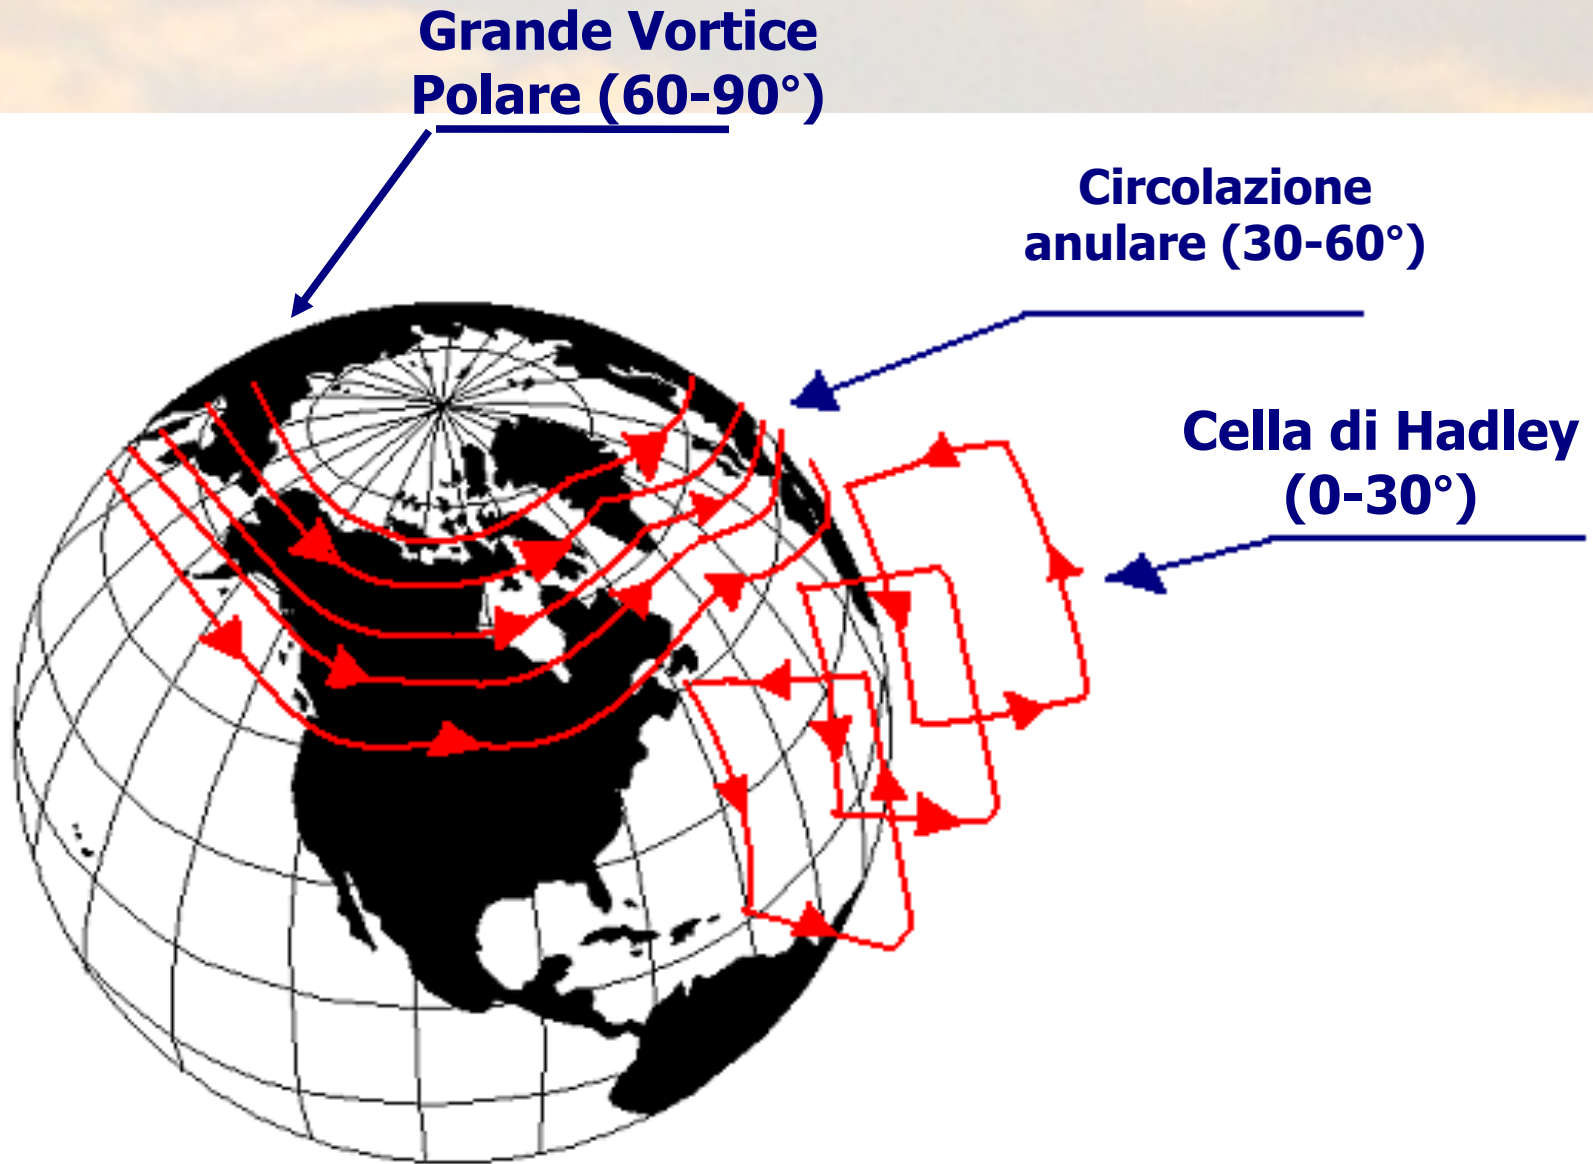 Grande Vortice
Polare (60-90°)
Circolazione
anulare (30-60°)
Cella di Hadley
(0-30°)